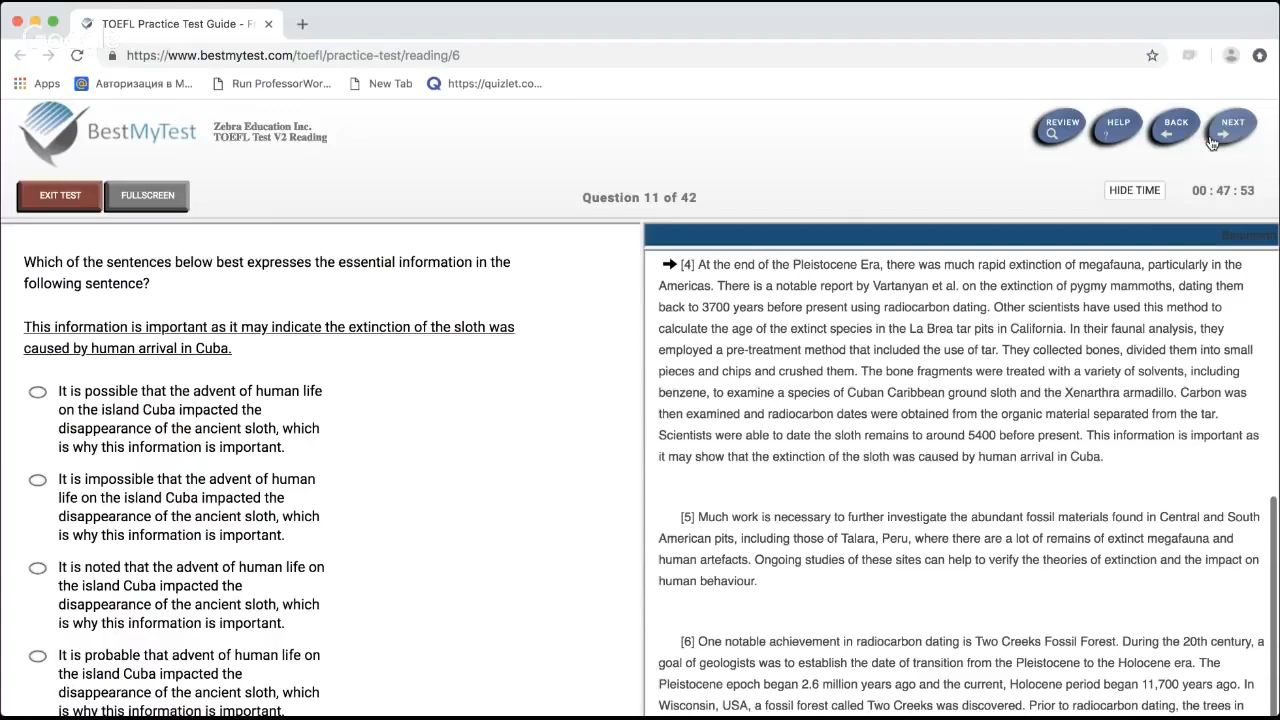 TOEFL Practice Test Guide - Fr
Google
https://www.bestmytest.com/toefl/practice-test/reading/6
Apps
Авторизация в M...
Run ProfessorWor...
New Tab
https://quizlet.co...
BestMyTest
Zebra Education Inc.
TOEFL Test V2 Reading
REVIEW
HELP
?
BACK
NEXT
EXIT TEST
FULLSCREEN
Question 11 of 42
HIDE TIME
00 : 47 : 53
Which of the sentences below best expresses the essential information in the
following sentence?
This information is important as it may indicate the extinction of the sloth was
caused by human arrival in Cuba.
It is possible that the advent of human life
on the island Cuba impacted the
disappearance of the ancient sloth, which
is why this information is important.
It is impossible that the advent of human
life on the island Cuba impacted the
disappearance of the ancient sloth, which
is why this information is important.
It is noted that the advent of human life on
the island Cuba impacted the
disappearance of the ancient sloth, which
is why this information is important.
It is probable that advent of human life on
the island Cuba impacted the
disappearance of the ancient sloth, which
is why this information is important.
[4] At the end of the Pleistocene Era, there was much rapid extinction of megafauna, particularly in the
Americas. There is a notable report by Vartanyan et al. on the extinction of pygmy mammoths, dating them
back to 3700 years before present using radiocarbon dating. Other scientists have used this method to
calculate the age of the extinct species in the La Brea tar pits in California. In their faunal analysis, they
employed a pre-treatment method that included the use of tar. They collected bones, divided them into small
pieces and chips and crushed them. The bone fragments were treated with a variety of solvents, including
benzene, to examine a species of Cuban Caribbean ground sloth and the Xenarthra armadillo. Carbon was
then examined and radiocarbon dates were obtained from the organic material separated from the tar.
Scientists were able to date the sloth remains to around 5400 before present. This information is important as
it may show that the extinction of the sloth was caused by human arrival in Cuba.
[5] Much work is necessary to further investigate the abundant fossil materials found in Central and South
American pits, including those of Talara, Peru, where there are a lot of remains of extinct megafauna and
human artefacts. Ongoing studies of these sites can help to verify the theories of extinction and the impact on
human behaviour.
[6] One notable achievement in radiocarbon dating is Two Creeks Fossil Forest. During the 20th century, a
goal of geologists was to establish the date of transition from the Pleistocene to the Holocene era. The
Pleistocene epoch began 2.6 million years ago and the current, Holocene period began 11,700 years ago. In
Wisconsin, USA, a fossil forest called Two Creeks was discovered. Prior to radiocarbon dating, the trees in